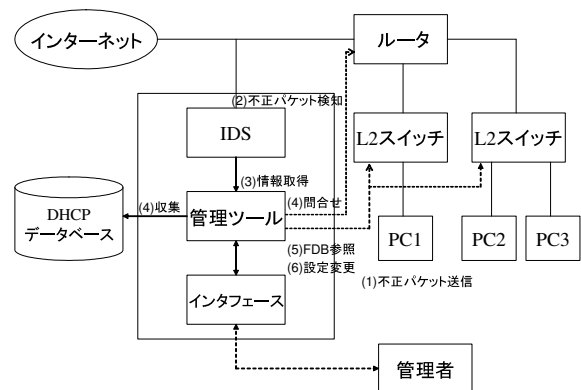 インターネット
ルータ
(2)不正パケット検知
IDS
L2スイッチ
L2スイッチ
(3)情報取得
DHCP
データベース
(4)収集
管理ツール
(4)問合せ
PC1
PC2
PC3
(5)FDB参照
(6)設定変更
(1)不正パケット送信
インタフェース
管理者